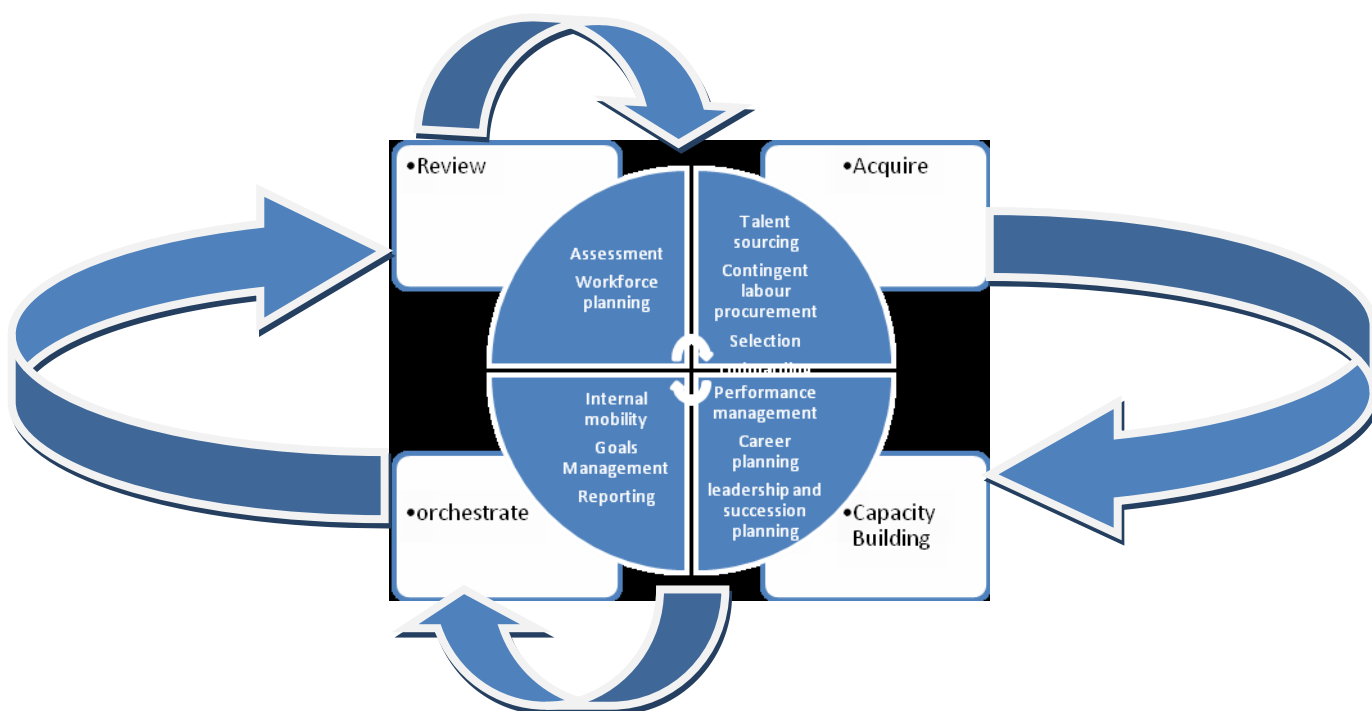 •Review
•Acquire
Assessment
Workforce
planning
Talent
sourcing
Contingent
labour
procurement
Selection
Internal
mobility
Goals
Management
Reporting
Performance
management
Career
planning
leadership and
succession
planning
•orchestrate
•Capacity
Building